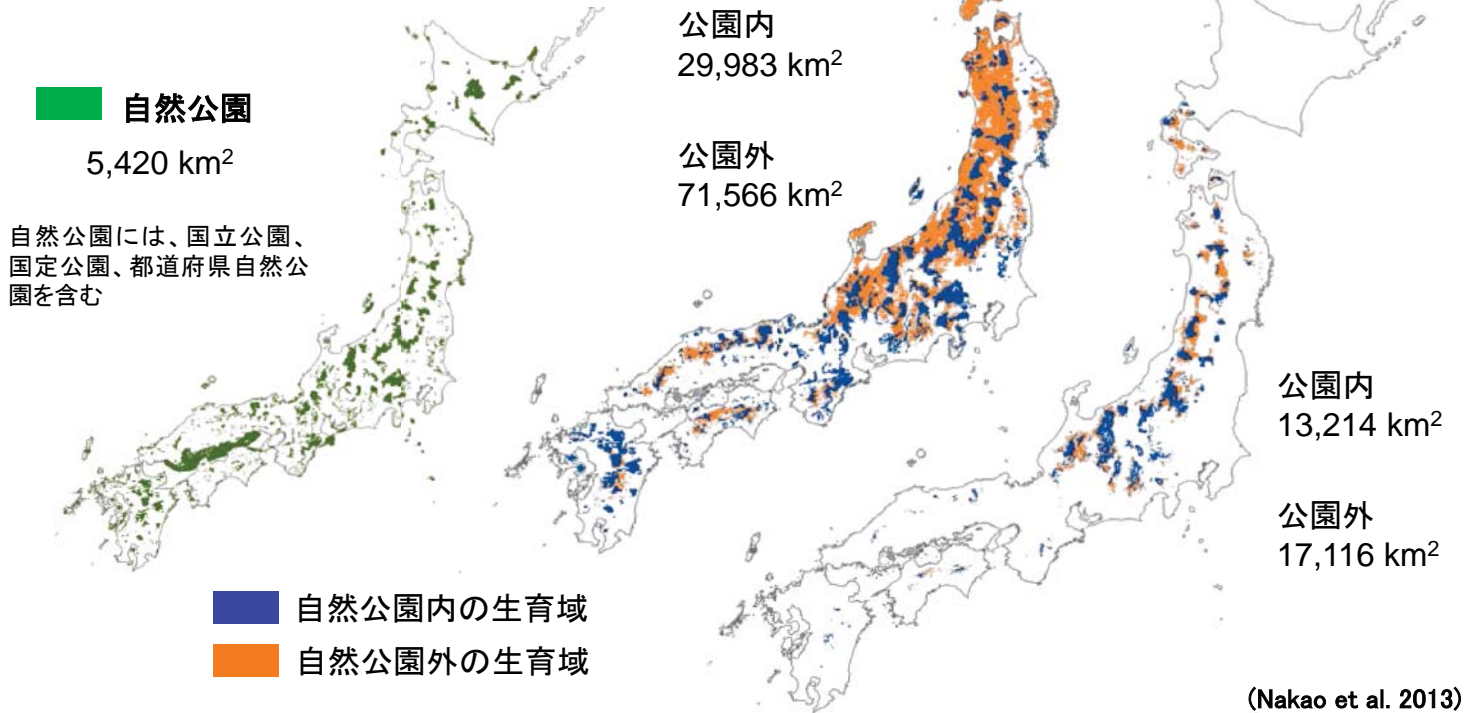 自然公園
5,420 km²
自然公園には、国立公園、
国定公園、都道府県自然公
園を含む
公園内
29,983 km²
公園外
71,566 km²
公園内
13,214 km²
公園外
17,116 km²
自然公園内の生育域
自然公園外の生育域
(Nakao et al. 2013)